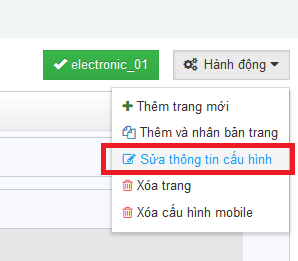 electronic_01
Hành động
Thêm trang mới
Thêm và nhân bản trang
Sửa thông tin cấu hình
Xóa trang
Xóa cấu hình mobile